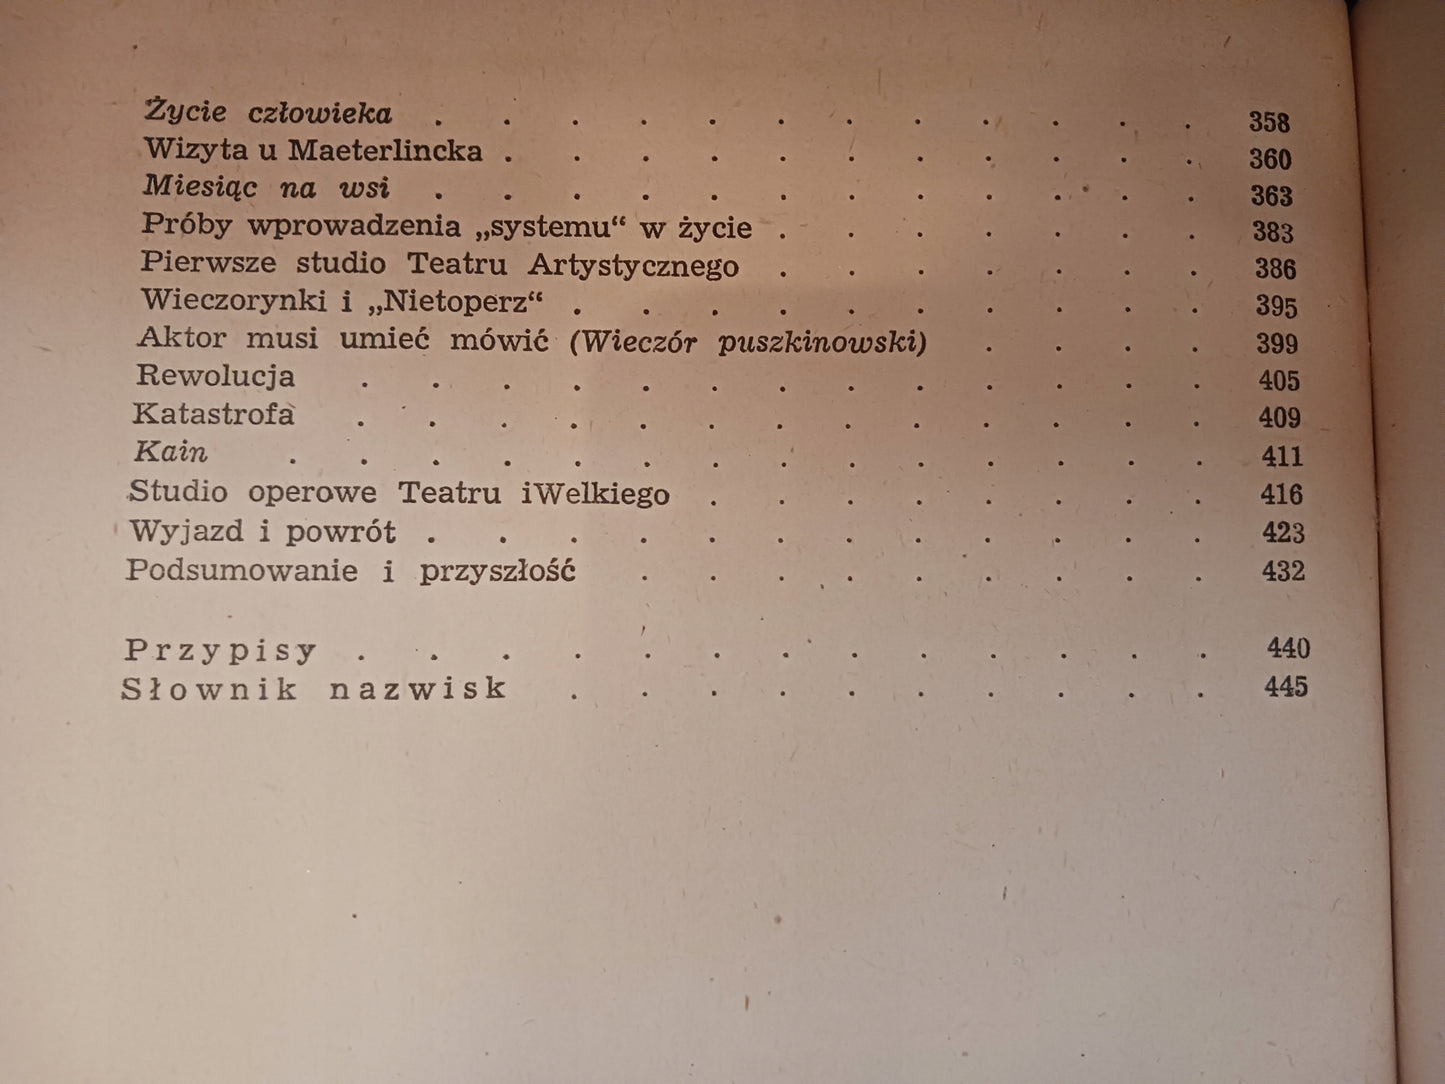 Życie człowieka . . . . . . . . . . . . 358
Wizyta u Maeterlincka . . . . . . . . . . . 360
Miesiąc na wsi . . . . . . . . . . . . 363
Próby wprowadzenia „systemu“ w życie . . . . . . . 383
Pierwsze studio Teatru Artystycznego . . . . . . . 386
Wieczorynki i „Nietoperz“ . . . . . . . . . . 395
Aktor musi umieć mówić (Wieczór puszkinowski) . . . . 399
Rewolucja . . . . . . . . . . . . . 405
Katastrofa . . . . . . . . . . . . . 409
Kain . . . . . . . . . . . . . . 411
Studio operowe Teatru iWelkiego . . . . . . . . 416
Wyjazd i powrót . . . . . . . . . . . . 423
Podsumowanie i przyszłość . . . . . . . . . 432
Przypisy . . . . . . . . . . . . . 440
Słownik nazwisk . . . . . . . . . . 445